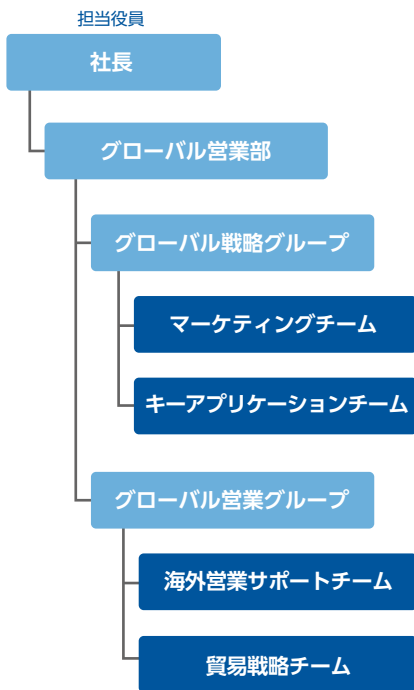 担当役員
社長
グローバル営業部
グローバル戦略グループ
マーケティングチーム
キーアプリケーションチーム
グローバル営業グループ
海外営業サポートチーム
貿易戦略チーム